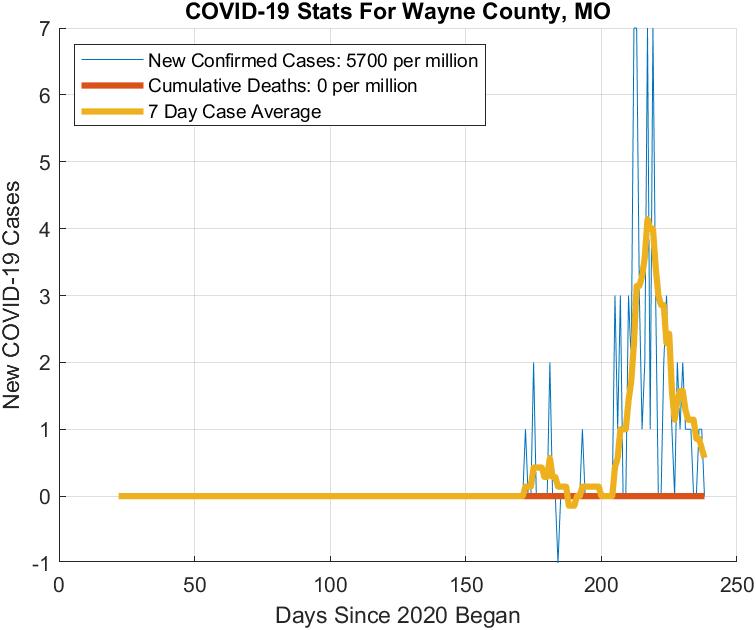 COVID-19 Stats For Wayne County, MO
New Confirmed Cases: 5700 per million
Cumulative Deaths: 0 per million
7 Day Case Average
7
6
5
4
3
2
1
0
-1
New COVID-19 Cases
0 50 100 150 200 250
Days Since 2020 Began